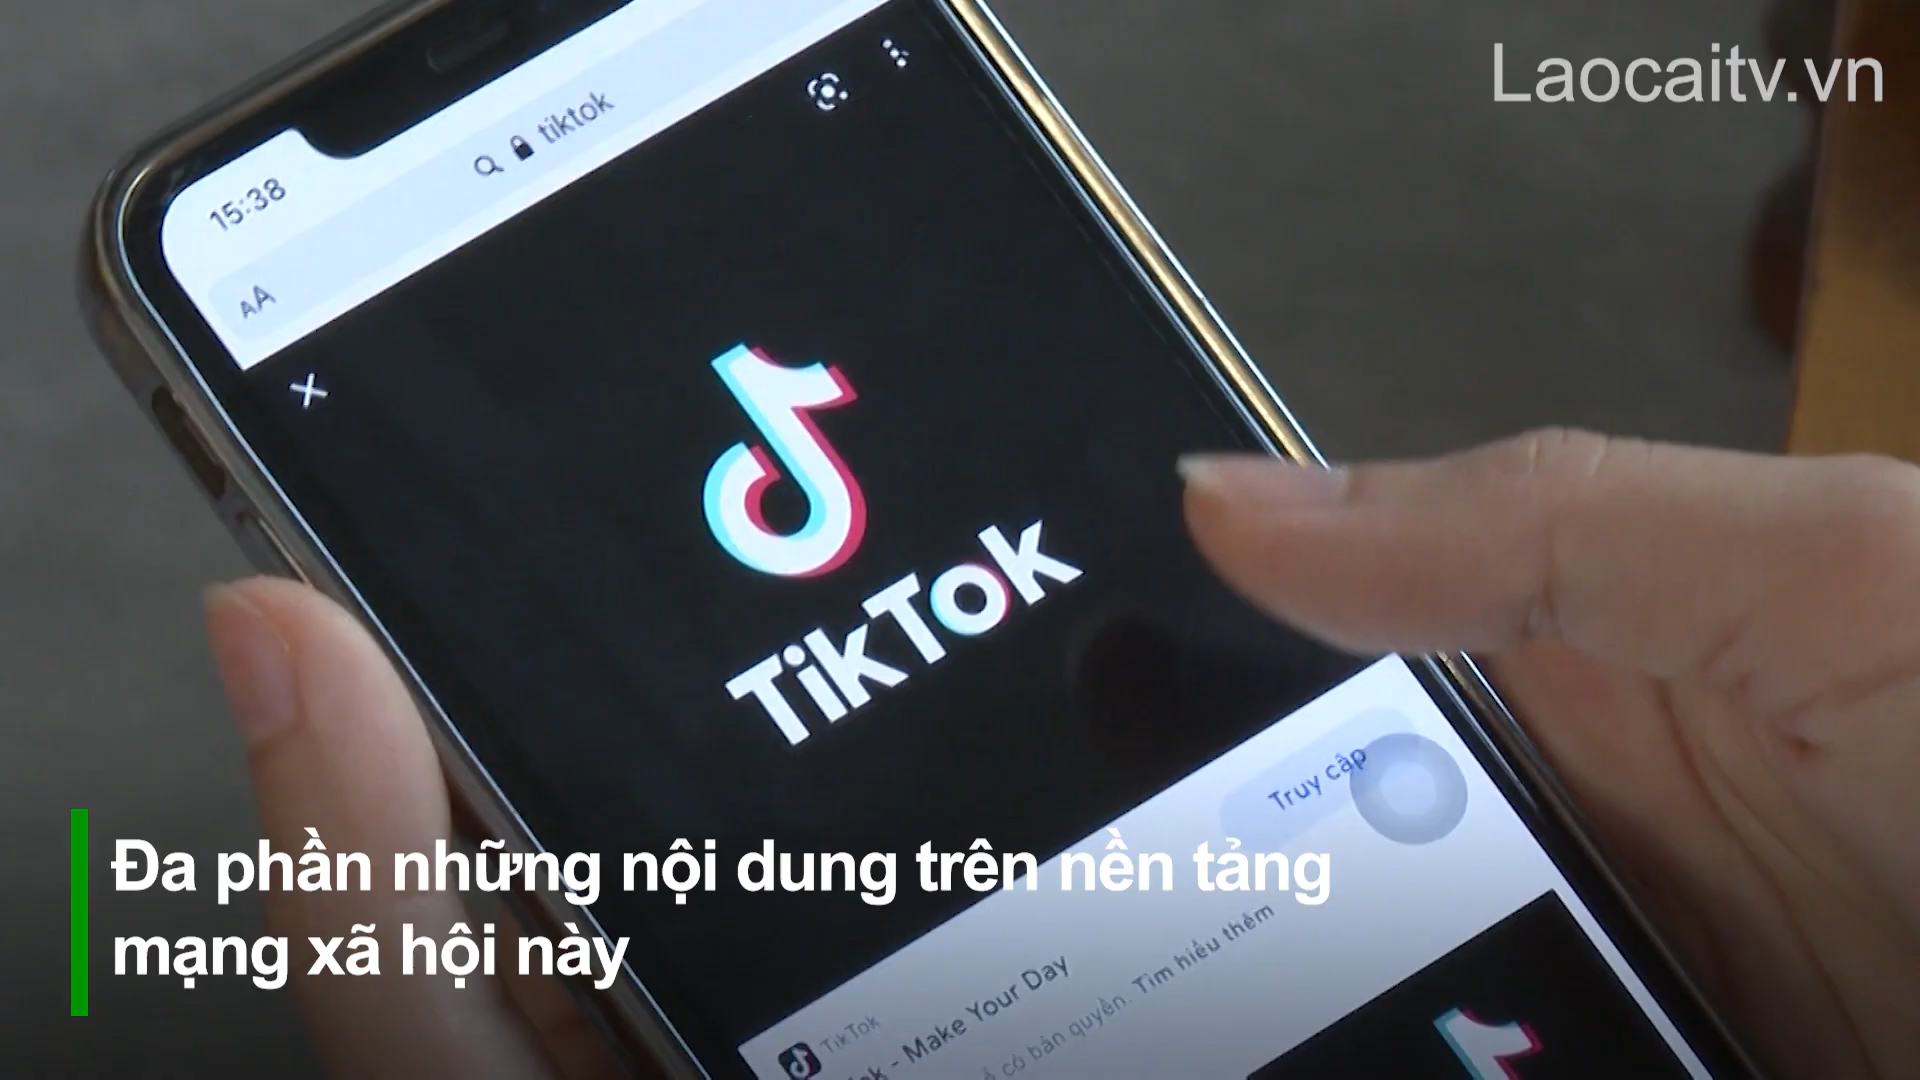 Laocaitv.vn
tiktok
15:38
AA
TikTok
Truy cập
Đa phần những nội dung trên nền tảng
mạng xã hội này
TikTok
- Make Your Day
có bản quyền. Tìm hiểu thêm